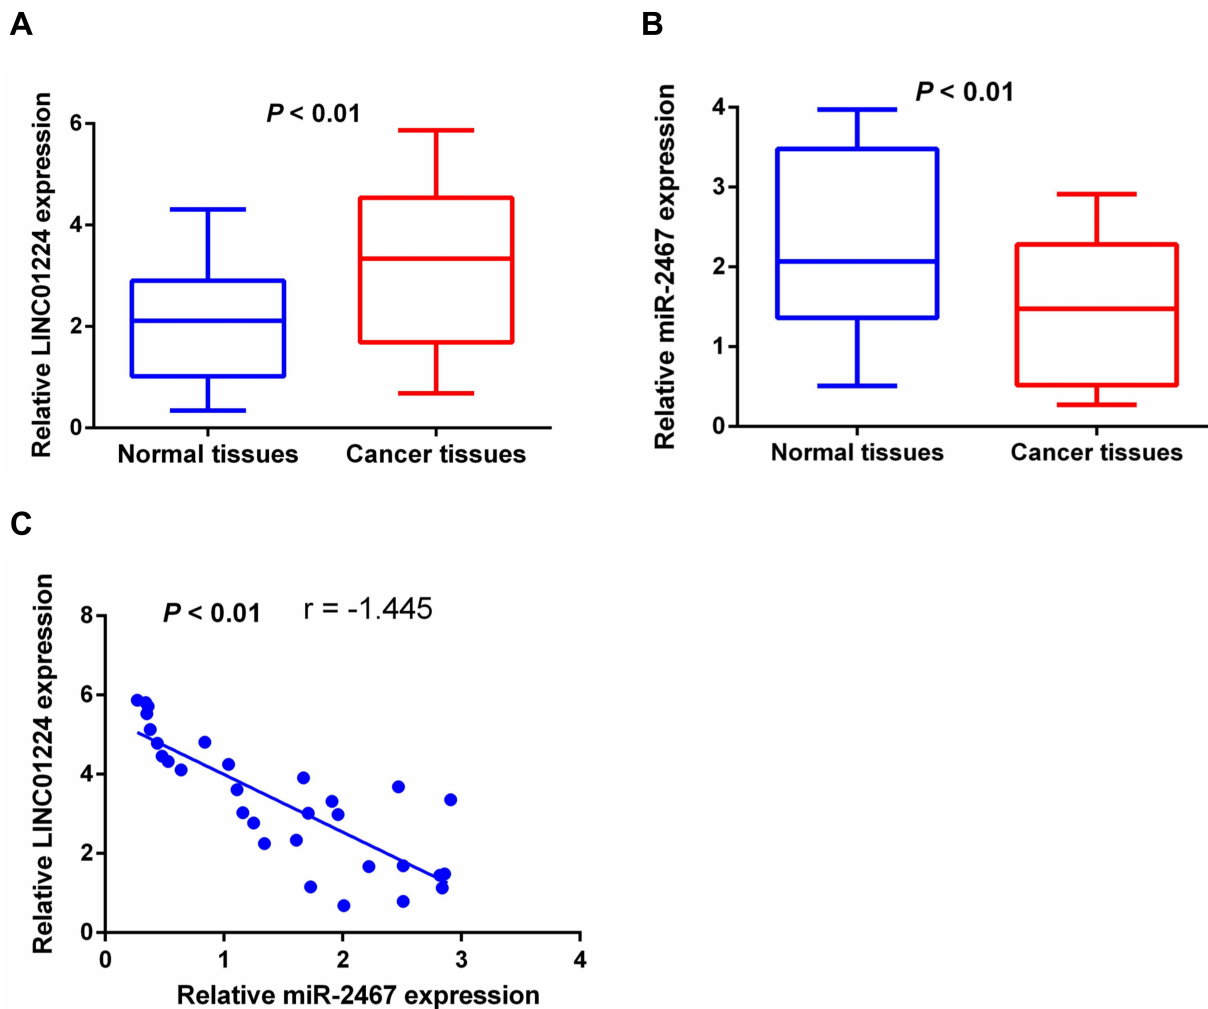 A
Relative LINC01224 expression
P < 0.01
6
4
2
0
Normal tissues
Cancer tissues
B
Relative miR-2467 expression
P < 0.01
4
3
2
1
0
Normal tissues
Cancer tissues
C
Relative LINC01224 expression
P < 0.01
r = -1.445
8
6
4
2
0
0 1 2 3 4
Relative miR-2467 expression